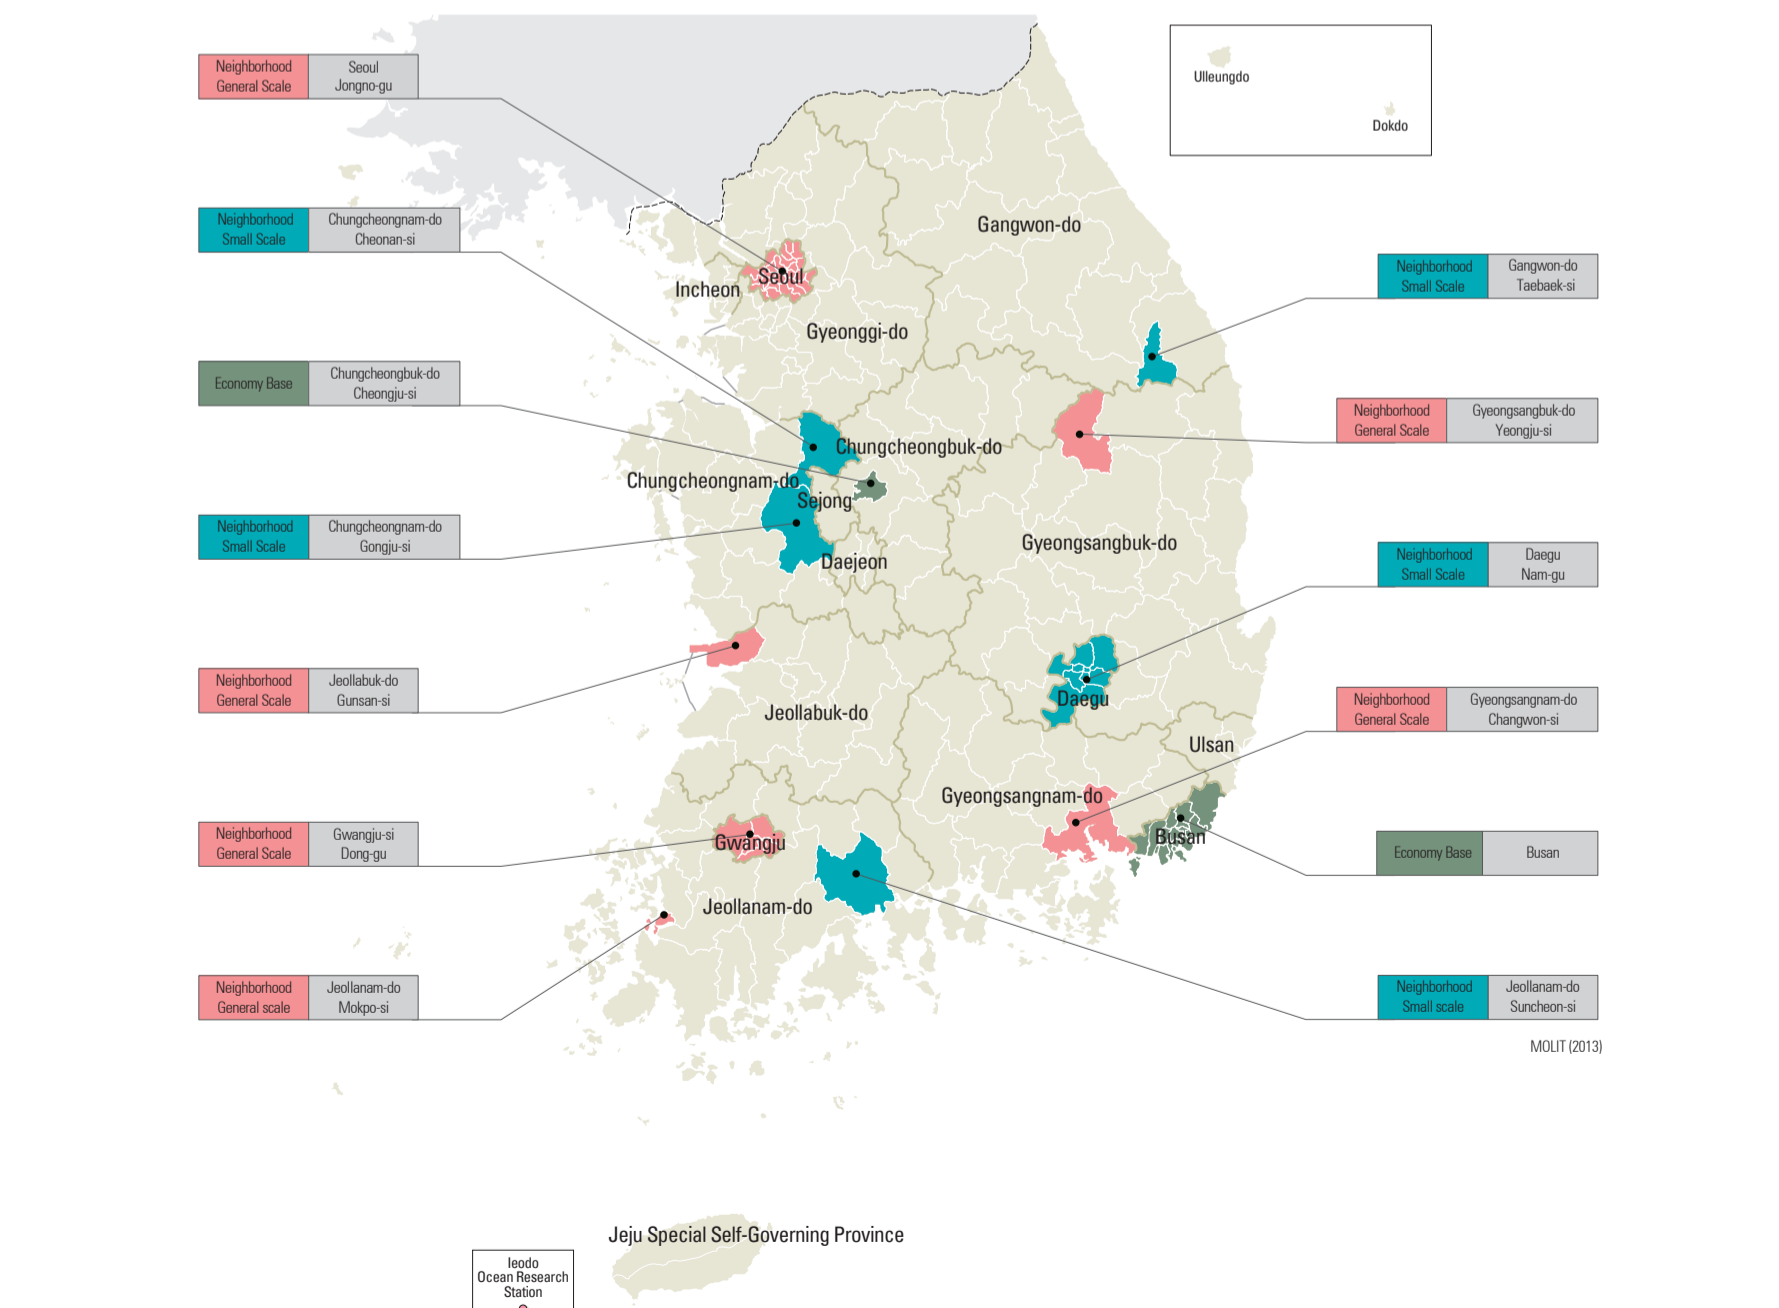 Neighborhood
General Scale
Seoul
Jongno-gu
Neighborhood
Small Scale
Chungcheongnam-do
Cheonan-si
Economy Base
Chungcheongbuk-do
Cheongju-si
Neighborhood
Small Scale
Chungcheongnam-do
Gongju-si
Neighborhood
General Scale
Jeollabuk-do
Gunsan-si
Neighborhood
General Scale
Gwangju-si
Dong-gu
Neighborhood
General scale
Jeollanam-do
Mokpo-si
Ulleungdo
Dokdo
Gangwon-do
Seoul
Incheon
Gyeonggi-do
Chungcheongbuk-do
Chungcheongnam-do
Sejong
Daejeon
Gyeongsangbuk-do
Daegu
Jeollabuk-do
Ulsan
Gyeongsangnam-do
Busan
Gwangju
Jeollanam-do
Neighborhood
Small Scale
Gangwon-do
Taebaek-si
Neighborhood
General Scale
Gyeongsangbuk-do
Yeongju-si
Neighborhood
Small Scale
Daegu
Nam-gu
Neighborhood
General Scale
Gyeongsangnam-do
Changwon-si
Economy Base
Busan
Neighborhood
Small scale
Jeollanam-do
Suncheon-si
MOLIT (2013)
Jeju Special Self-Governing Province
Ieodo
Ocean Research
Station